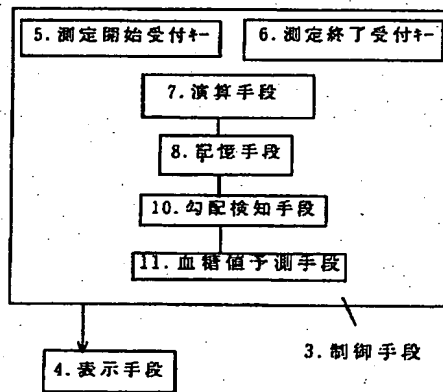 5.測定開始受付キー
6.測定終了受付キー
7.演算手段
8.記憶手段
10.勾配検知手段
11.血糖値予測手段
3.制御手段
4.表示手段